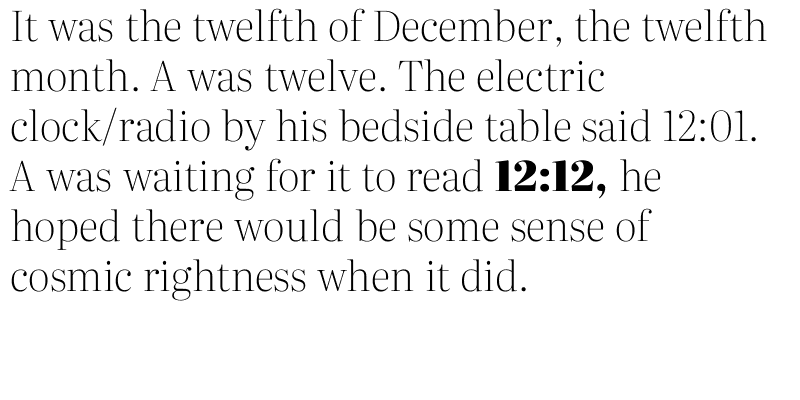 It was the twelfth of December, the twelfth
month. A was twelve. The electric
clock/radio by his bedside table said 12:01.
A was waiting for it to read 12:12, he
hoped there would be some sense of
cosmic rightness when it did.